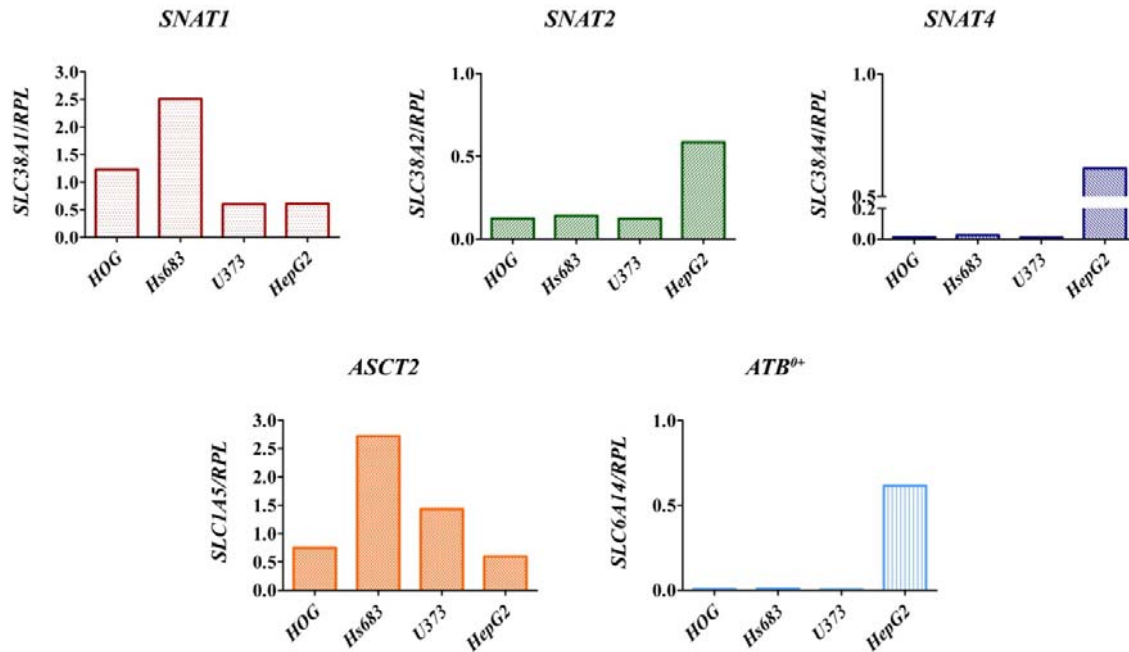 SNAT1
SLC38A1/RPL
3.0
2.5
2.0
1.5
1.0
0.5
0.0
HOG
Hs683
U373
HepG2
SNAT2
SLC38A2/RPL
1.0
0.5
0.0
HOG
Hs683
U373
HepG2
SNAT4
SLC38A4/RPL
1.0
0.5
0.2
0.0
HOG
Hs683
U373
HepG2
ASCT2
SLC1A5/RPL
3.0
2.5
1.5
1.0
0.5
0.0
HOG
Hs683
U373
HepG2
ATB⁰⁺
SLC6A14/RPL
1.0
0.5
0.0
HOG
Hs683
U373
HepG2